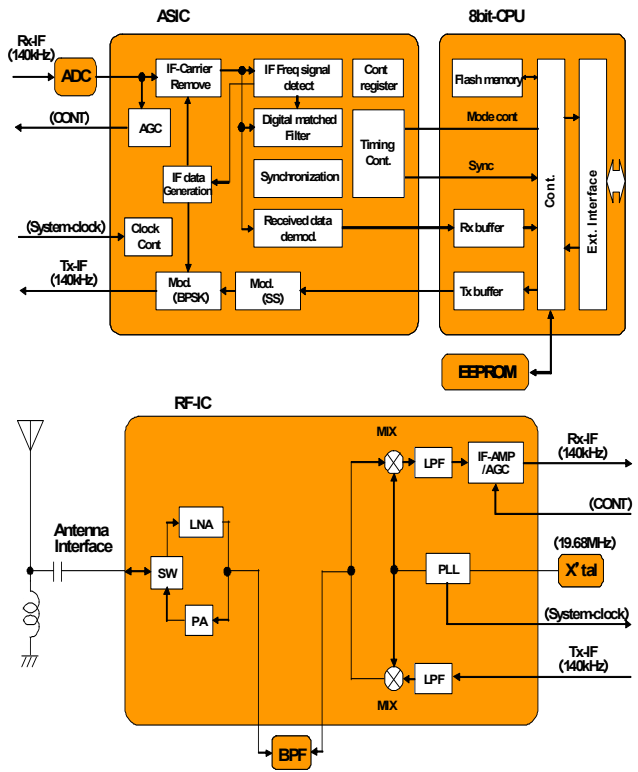 ASIC
8bit-CPU
Rx-IF
(140kHz)
ADC
IF-Carrier
Remove
IF Freq signal
detect
Cont
register
Flash memory
(CONT)
AGC
Digital matched
Filter
Timing
Cont.
Mode cont
IF data
Generation
Synchronization
Sync
Cont.
Ext. Interface
(System-clock)
Clock
Cont
Received data
demod.
Rx buffer
Tx-IF
(140kHz)
Mod.
(BPSK)
Mod.
(SS)
Tx buffer
EEPROM
RF-IC
MIX
LPF
IF-AMP
/AGC
Rx-IF
(140kHz)
(CONT)
Antenna
Interface
LNA
SW
PA
PLL
(19.68MHz)
X'tal
(System-clock)
Tx-IF
(140kHz)
LPF
MIX
BPF